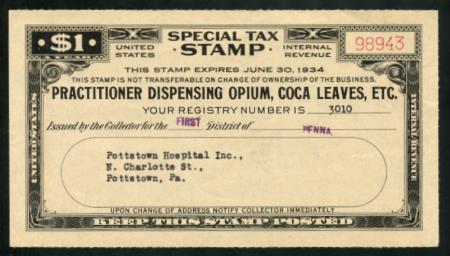 $1
A YEAR
SPECIAL TAX
UNITED STATES
STAMP
INTERNAL REVENUE
98943
THIS STAMP EXPIRES JUNE 30, 1934
THIS STAMP IS NOT TRANSFERABLE ON CHANGE OF OWNERSHIP OF THE BUSINESS.
PRACTITIONER DISPENSING OPIUM, COCA LEAVES, ETC.
YOUR REGISTRY NUMBER IS 3010
Issued by the Collector for the FIRST District of PENNA.
Pottstown Hospital Inc.,
N. Charlotte St.,
Pottstown, Pa.
UNITED STATES
INTERNAL REVENUE
UPON CHANGE OF ADDRESS NOTIFY COLLECTOR IMMEDIATELY
KEEP THIS STAMP POSTED